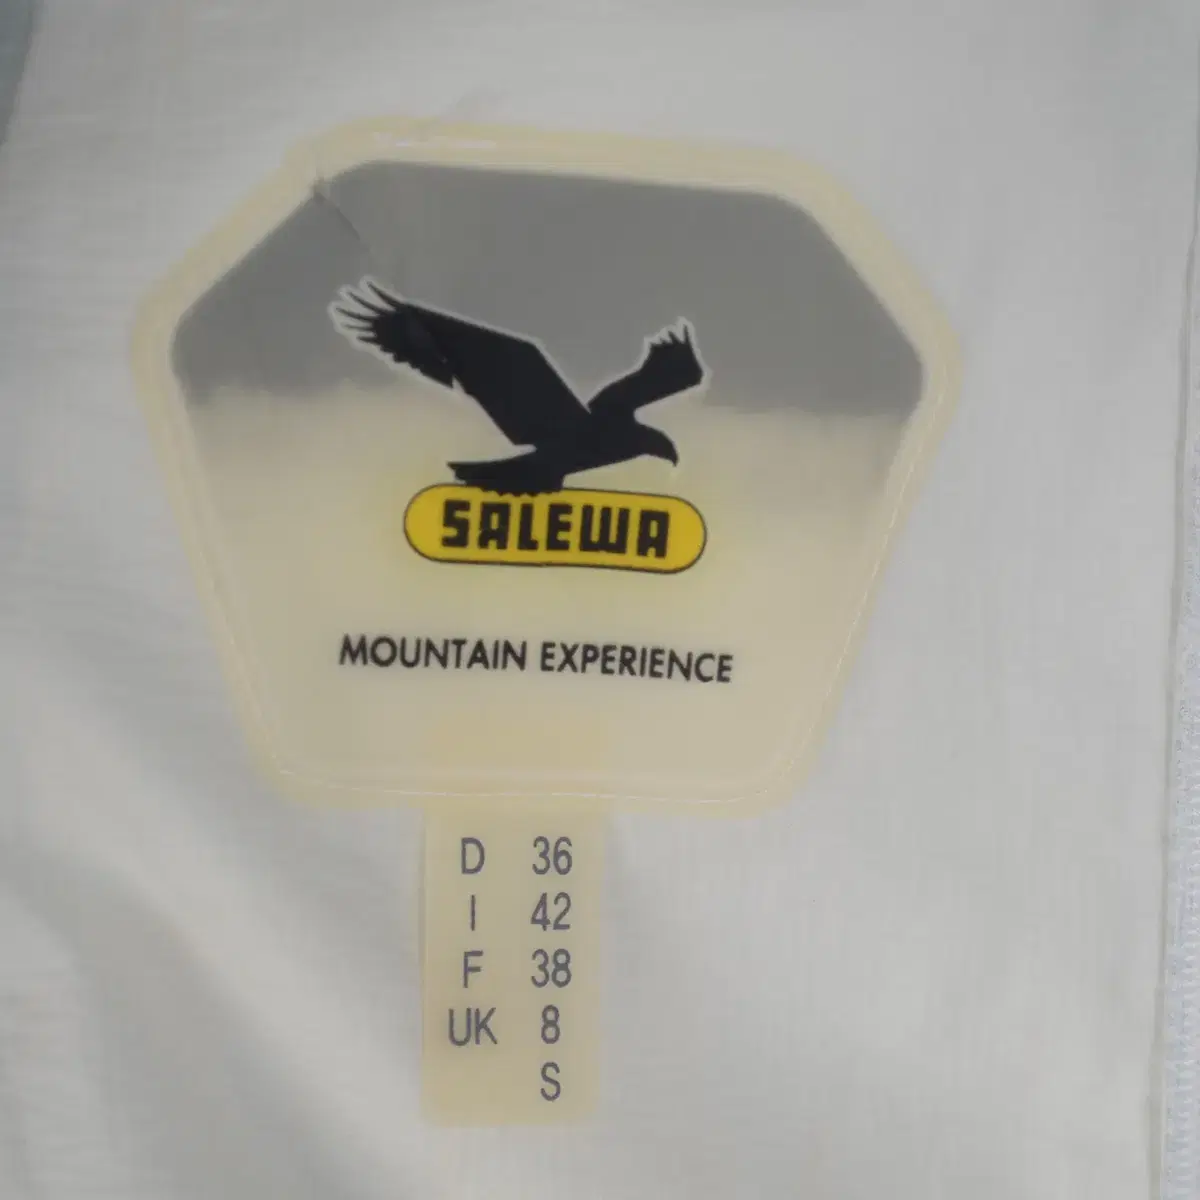 SALEWA
MOUNTAIN EXPERIENCE
D 36
I 42
F 38
UK 8
S